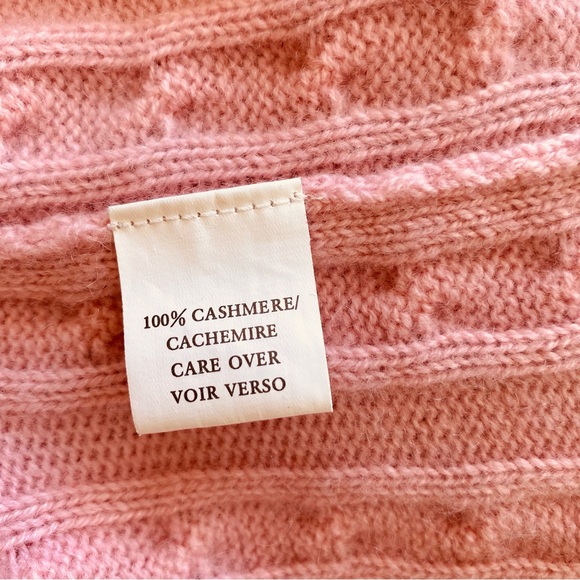 100% CASHMERE/
CACHEMIRE
CARE OVER
VOIR VERSO